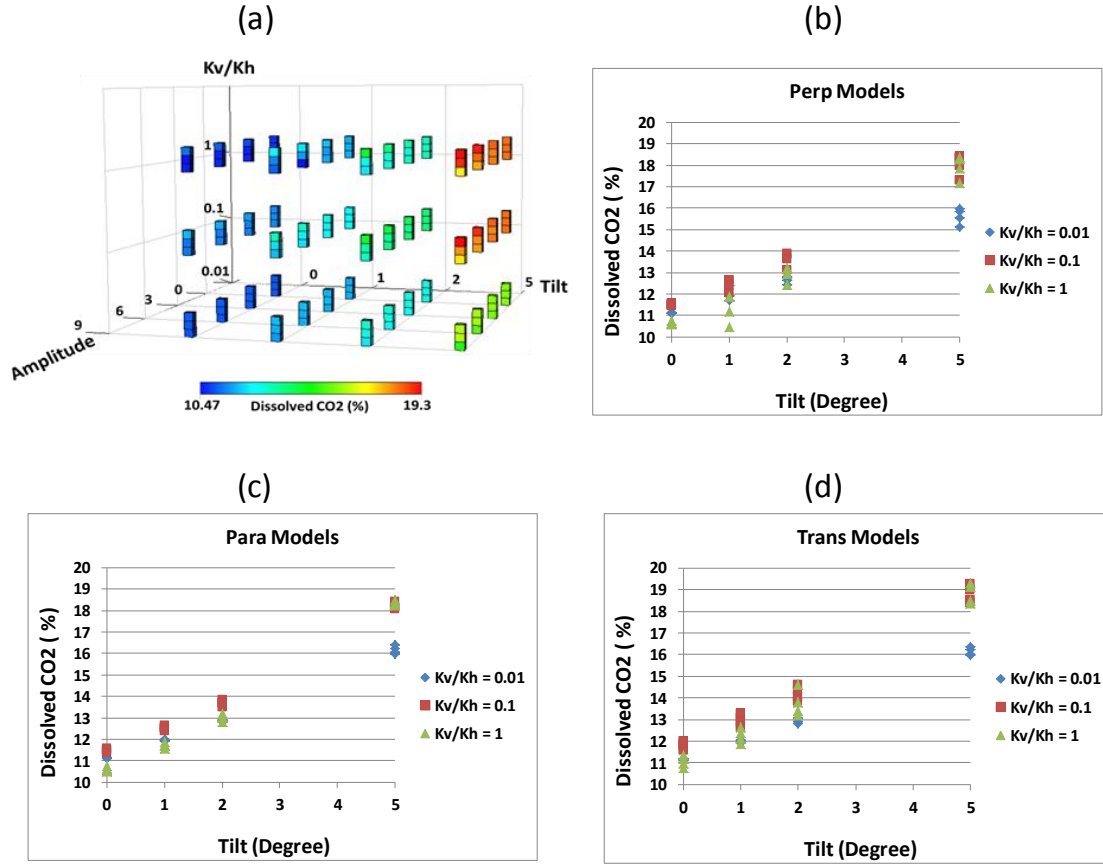 (a)
Kv/Kh
1
0.1
0.01
0
3
6
9
Amplitude
0
1
2
5
Tilt
10.47 Dissolved CO2 (%) 19.3
(b)
Perp Models
20
19
18
17
16
15
14
13
12
11
10
Dissolved CO2 ( %)
0 1 2 3 4 5
Tilt (Degree)
Kv/Kh = 0.01
Kv/Kh = 0.1
Kv/Kh = 1
(c)
Para Models
20
19
18
17
16
15
14
13
12
11
10
Dissolved CO2 ( %)
0 1 2 3 4 5
Tilt (Degree)
Kv/Kh = 0.01
Kv/Kh = 0.1
Kv/Kh = 1
(d)
Trans Models
20
19
18
17
16
15
14
13
12
11
10
Dissolved CO2 ( %)
0 1 2 3 4 5
Tilt (Degree)
Kv/Kh = 0.01
Kv/Kh = 0.1
Kv/Kh = 1